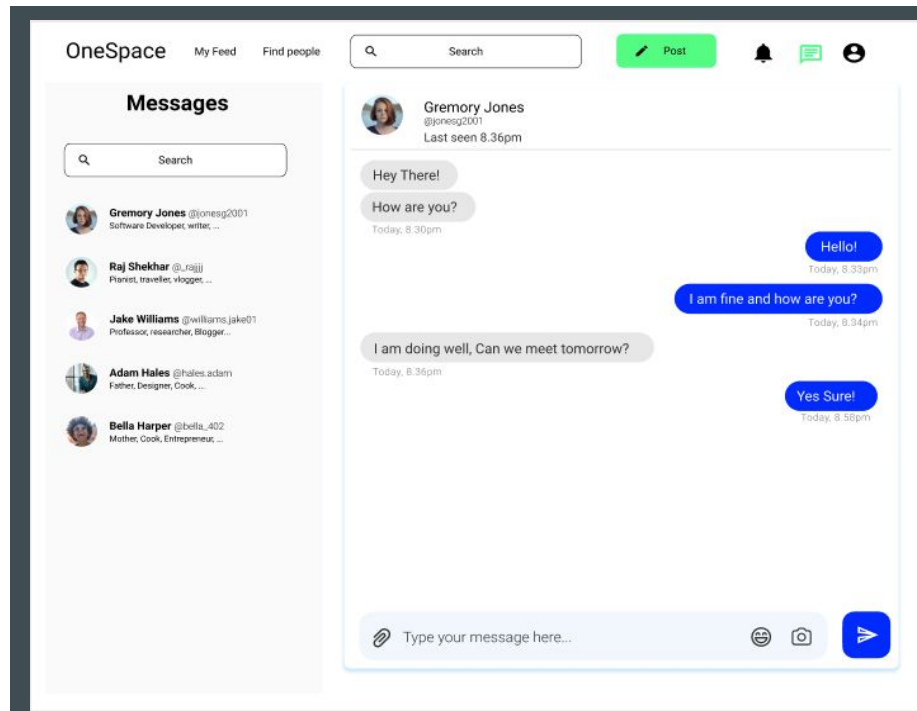 OneSpace My Feed Find people Search Post
Messages
Search
Gremory Jones @jonesg2001
Software Developer, writer, ...
Raj Shekhar @_rajjj
Pianist, traveller, vlogger, ...
Jake Williams @williams.jake01
Professor, researcher, Blogger...
Adam Hales @hales.adam
Father, Designer, Cook, ...
Bella Harper @bella_402
Mother, Cook, Entrepreneur, ...
Gremory Jones
@jonesg2001
Last seen 8.36pm
Hey There!
How are you?
Today, 8.30pm
Hello!
Today, 8.33pm
I am fine and how are you?
Today, 8.34pm
I am doing well, Can we meet tomorrow?
Today, 8.36pm
Yes Sure!
Today, 8.58pm
Type your message here...